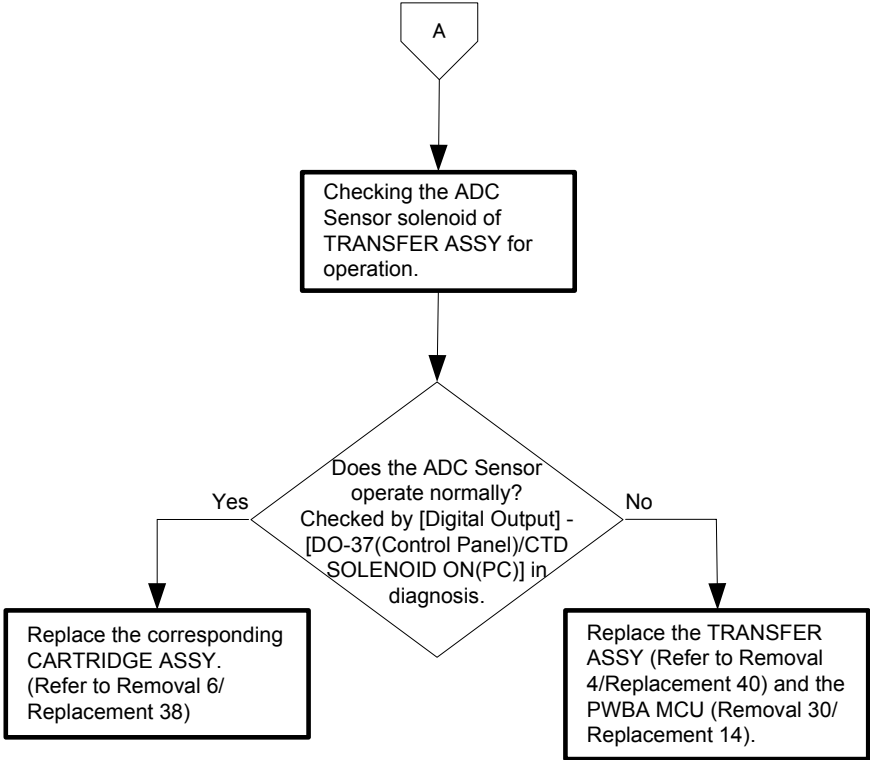 A
Checking the ADC
Sensor solenoid of
TRANSFER ASSY for
operation.
Does the ADC Sensor
operate normally?
Checked by [Digital Output] -
[DO-37(Control Panel)/CTD
SOLENOID ON(PC)] in
diagnosis.
Yes
No
Replace the corresponding
CARTRIDGE ASSY.
(Refer to Removal 6/
Replacement 38)
Replace the TRANSFER
ASSY (Refer to Removal
4/Replacement 40) and the
PWBA MCU (Removal 30/
Replacement 14).